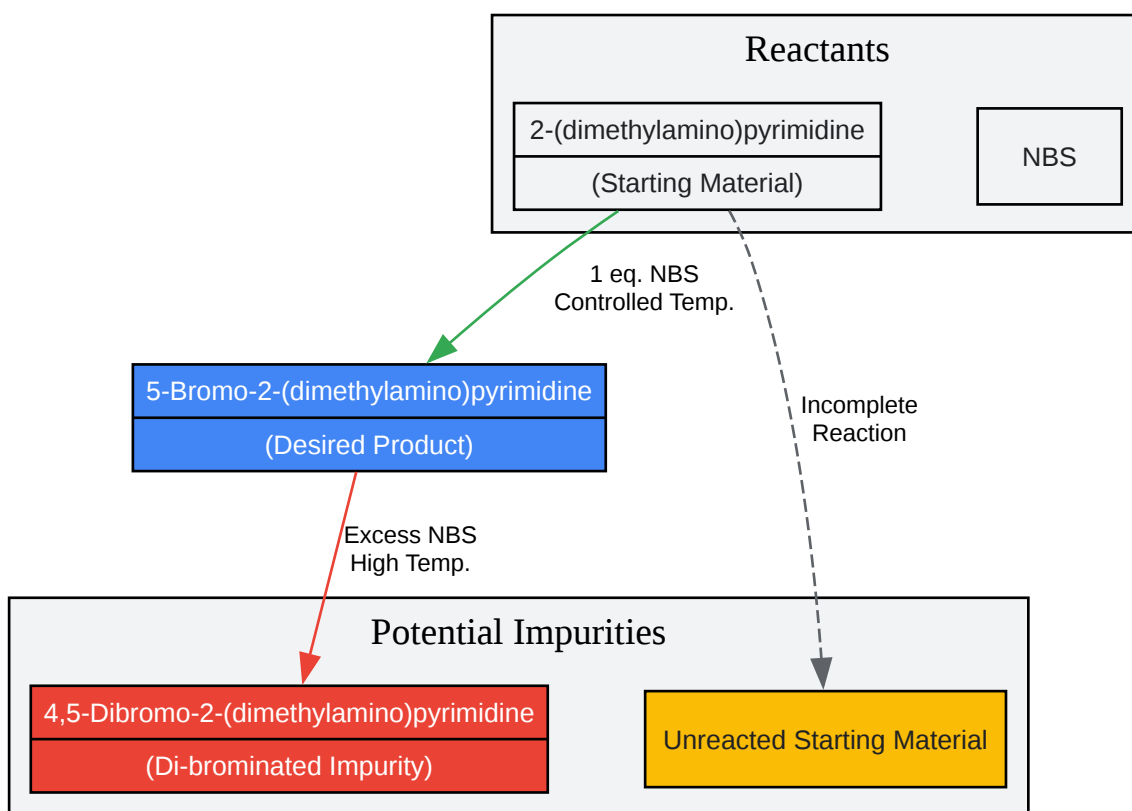 Reactants
2-(dimethylamino)pyrimidine
(Starting Material)
NBS
1 eq. NBS
Controlled Temp.
5-Bromo-2-(dimethylamino)pyrimidine
(Desired Product)
Incomplete
Reaction
Excess NBS
High Temp.
Potential Impurities
4,5-Dibromo-2-(dimethylamino)pyrimidine
(Di-brominated Impurity)
Unreacted Starting Material